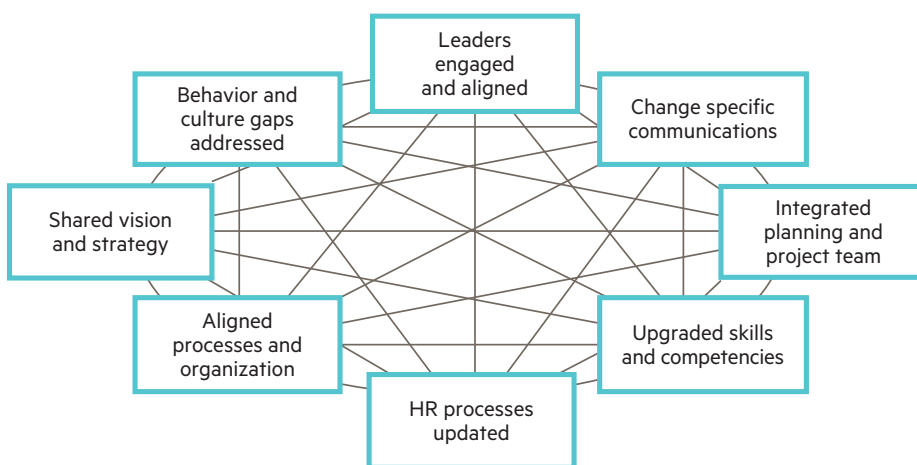 Leaders
engaged
and aligned
Behavior and
culture gaps
addressed
Change specific
communications
Shared vision
and strategy
Integrated
planning and
project team
Aligned
processes and
organization
Upgraded skills
and competencies
HR processes
updated